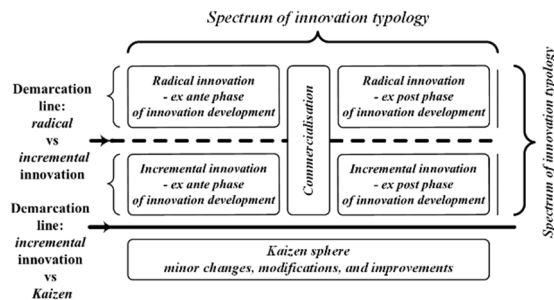 Spectrum of innovation typology
Demarcation
line:
radical
vs
incremental
innovation
Radical innovation
- ex ante phase
of innovation development
Commercialisation
Radical innovation
- ex post phase
of innovation development
Spectrum of innovation typology
Incremental innovation
- ex ante phase
of innovation development
Incremental innovation
- ex post phase
of innovation development
Demarcation
line:
incremental
innovation
vs
Kaizen
Kaizen sphere
minor changes, modifications, and improvements